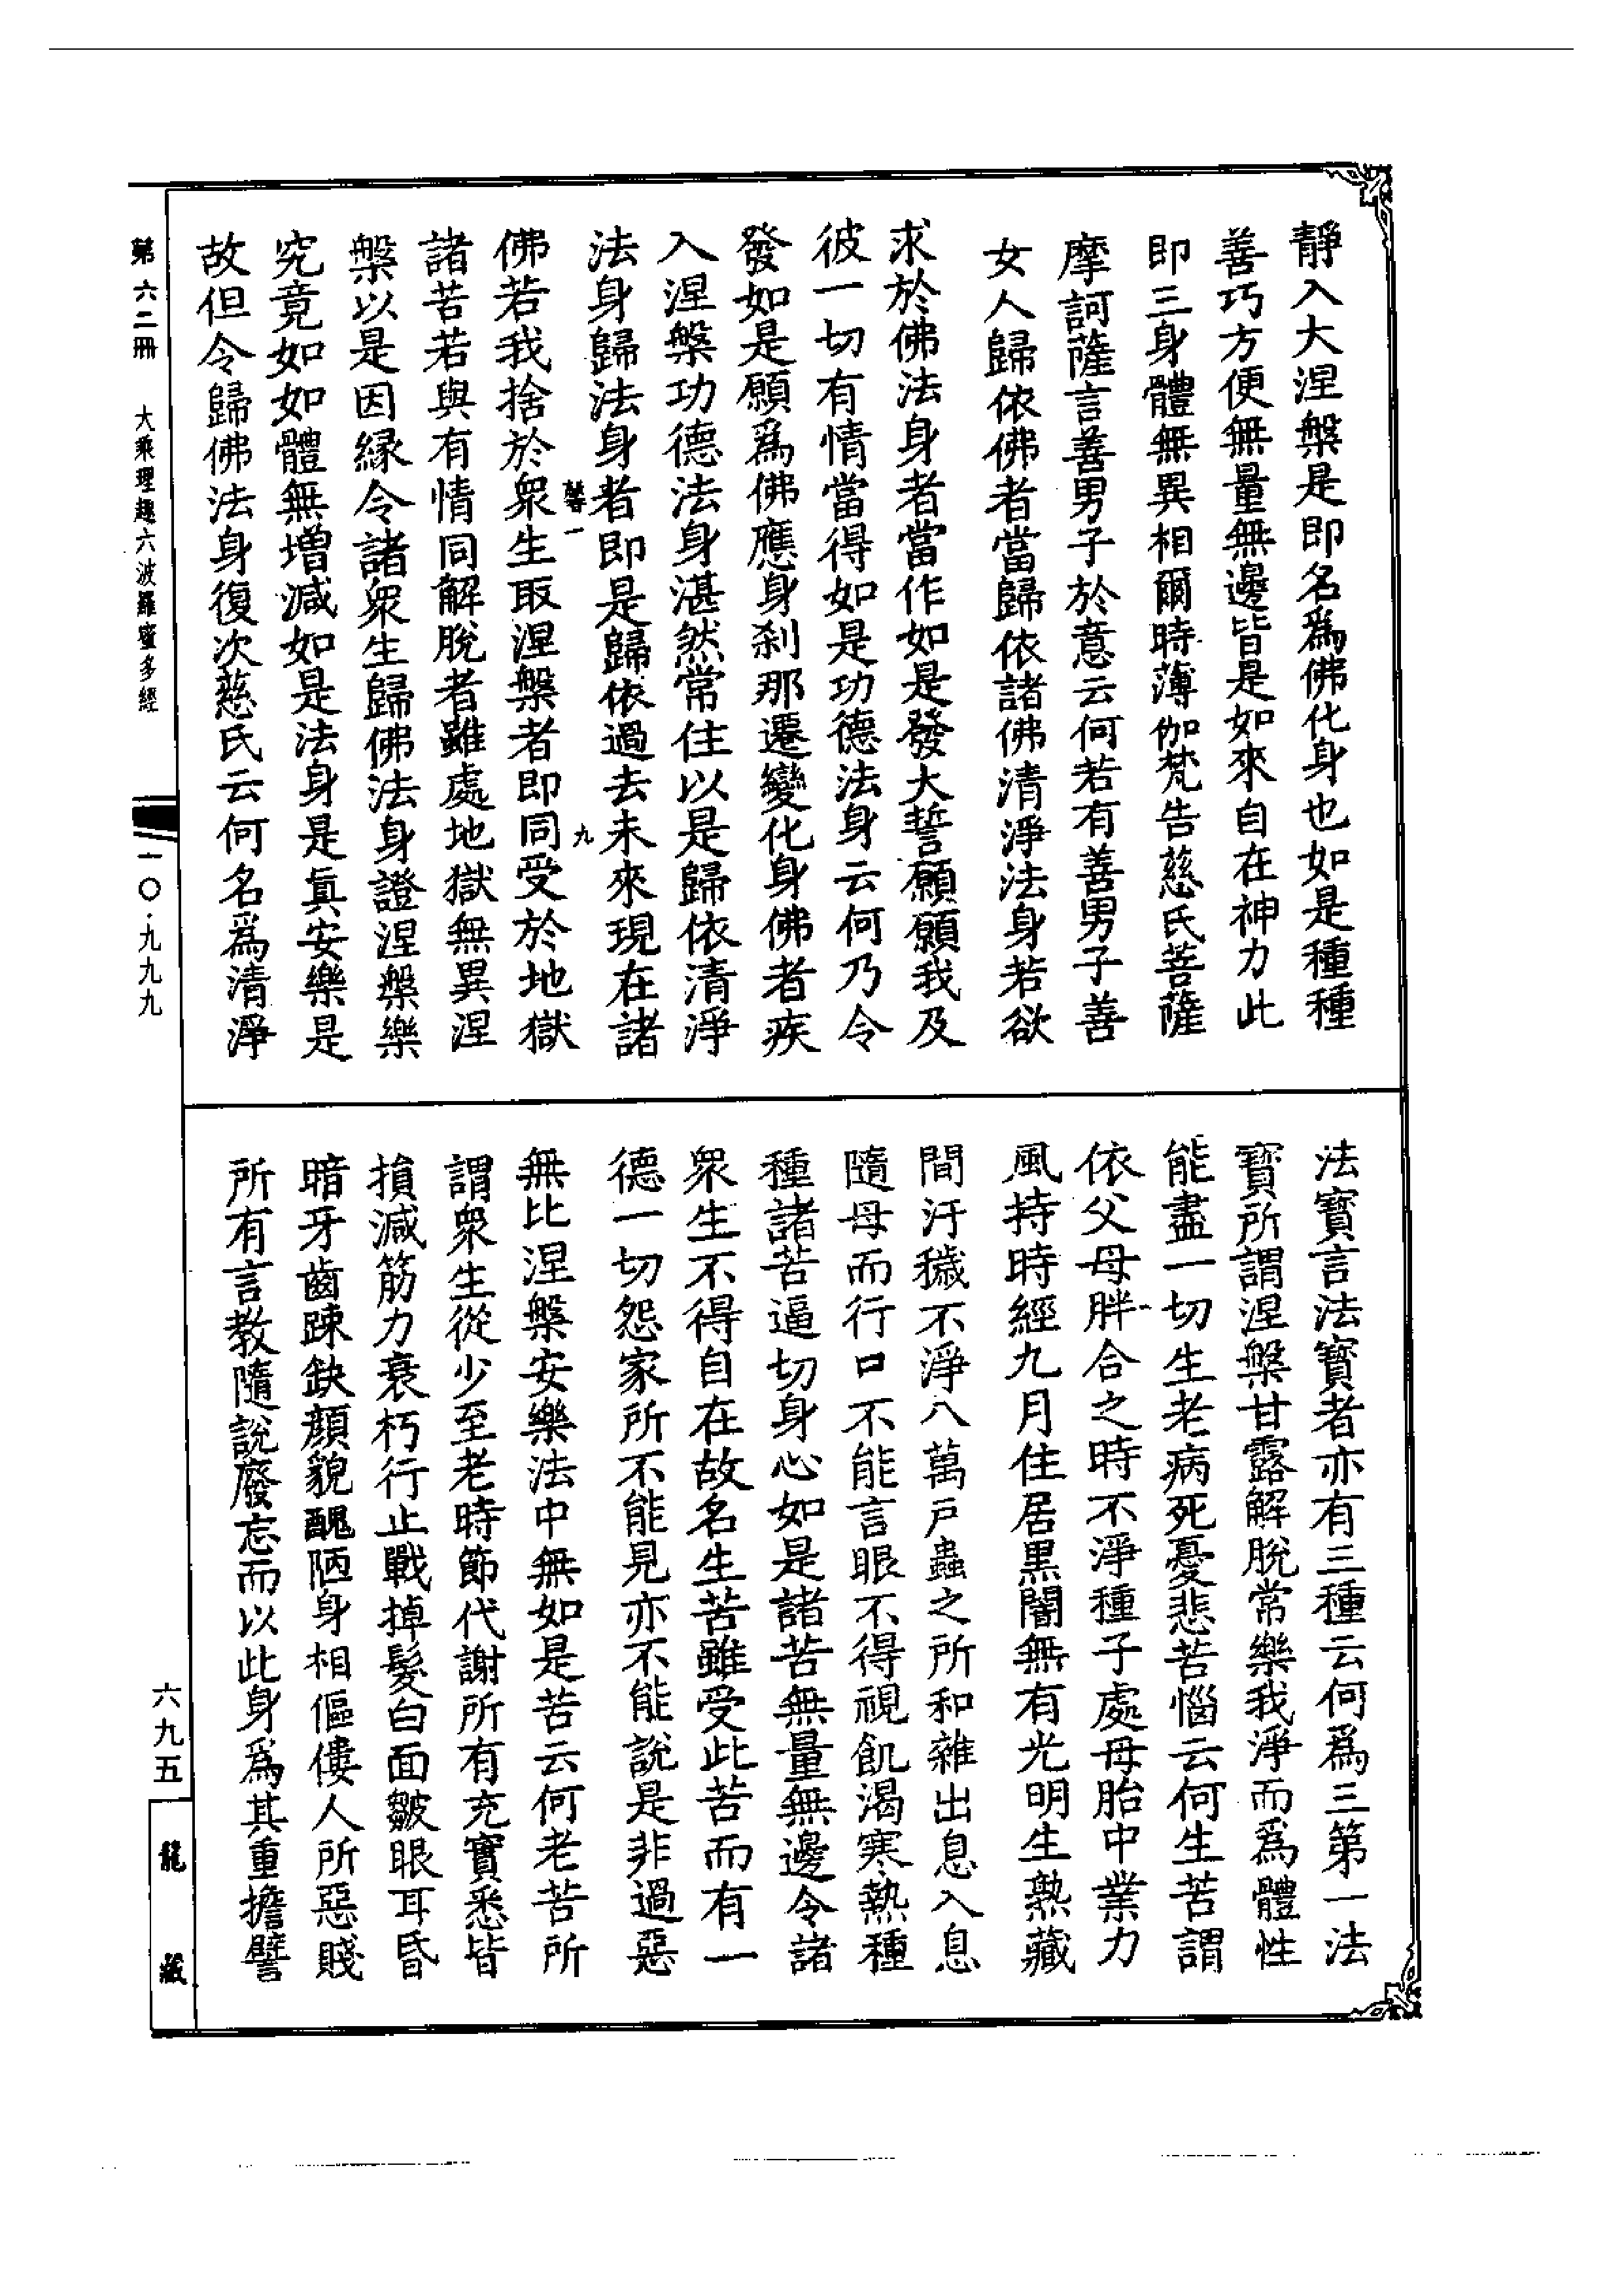 靜入大涅槃是即名爲佛化身也如是種種
善巧方便無量無邊皆是如來自在神力此
即三身體無異相爾時薄伽梵告慈氏菩薩
摩訶薩言善男子於意云何若有善男子善
女人歸依佛者當歸依諸佛清淨法身若欲
求於佛法身者當作如是發大誓願願我及
彼一切有情當得如是功德法身云何乃令
發如是願爲佛應身刹那遷變化身佛者疾
入涅槃功德法身湛然常住以是歸依清淨
法身歸法身者即是歸依過去未來現在諸
九
佛若我捨於衆生取涅槃者即同受於地獄
諸苦若與有情同解脫者雖處地獄無異涅
槃以是因緣令諸衆生歸佛法身證涅槃樂
究竟如如體無增減如是法身是眞安樂是
故但令歸佛法身復次慈氏云何名爲清淨
法寶言法寶者亦有三種云何爲三第一法
寶所謂涅槃甘露解脫常樂我淨而爲體性
能盡一切生老病死憂悲苦惱云何生苦謂
依父母胖合之時不淨種子處母胎中業力
風持時經九月住居黑闇無有光明生熟藏
間汙穢不淨八萬戸蟲之所和雜出息入息
隨母而行口不能言眼不得視飢渴寒熱種
種諸苦逼切身心如是諸苦無量無邊令諸
衆生不得自在故名生苦雖受此苦而有一
德一切怨家所不能見亦不能說是非過惡
無比涅槃安樂法中無如是苦云何老苦所
謂衆生從少至老時節代謝所有充實悉皆
損減筋力衰朽行止戰掉髮白面皺眼耳昏
暗牙齒踈缺顏貌醜陋身相傴僂人所惡賤
所有言教隨說廢忘而以此身爲其重擔譬
第六二冊 大乘理趣六波羅蜜多經
一〇·九九九
六九五
龍藏